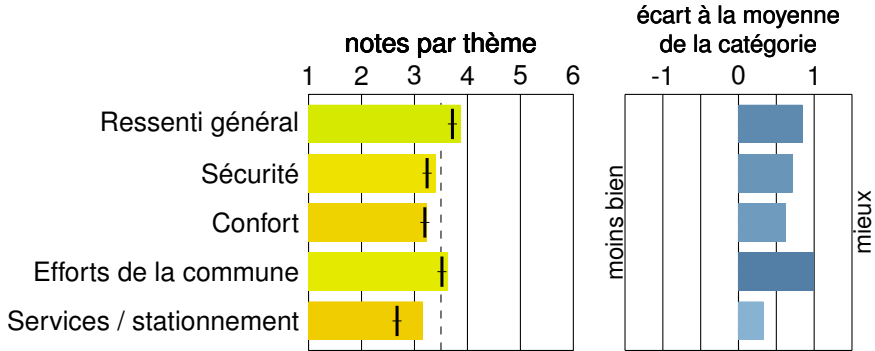 notes par thème
1 2 3 4 5 6
Ressenti général
Sécurité
Confort
Efforts de la commune
Services / stationnement
écart à la moyenne
de la catégorie
-1 0 1
moins bien
mieux